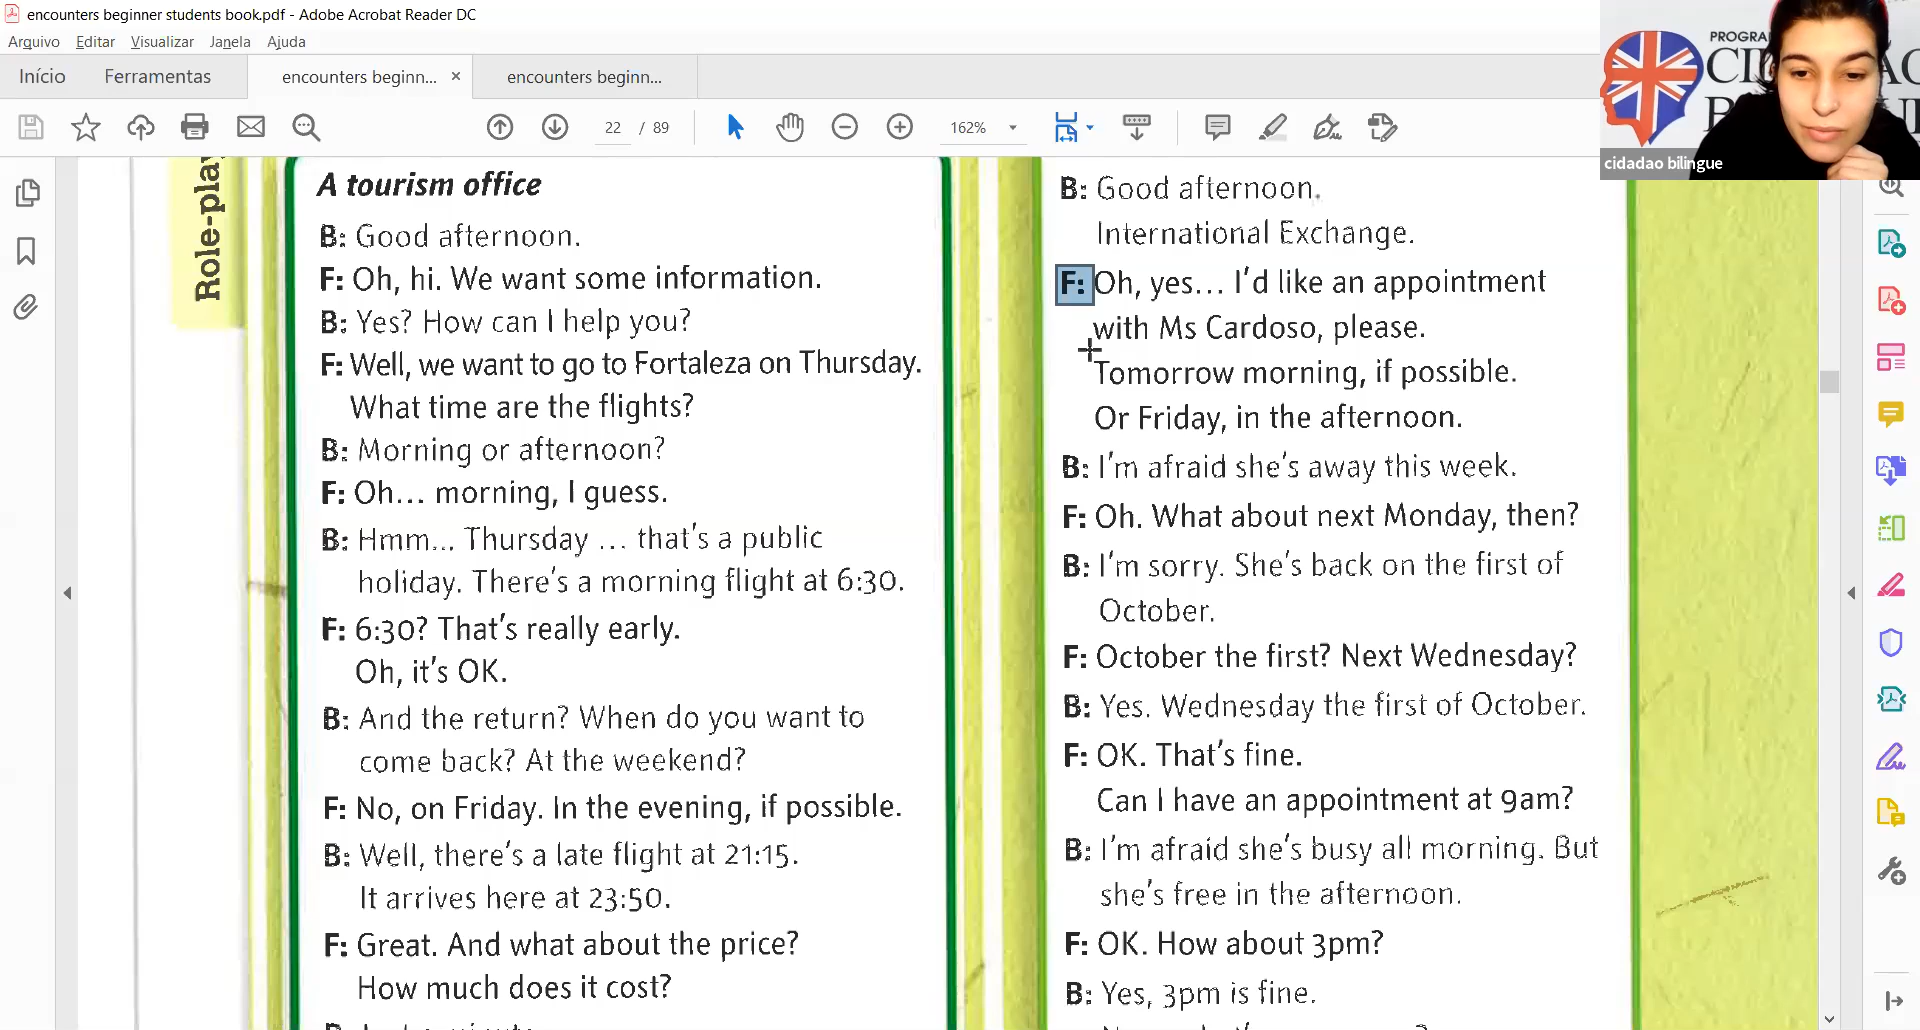 encounters beginner students book.pdf - Adobe Acrobat Reader DC
Arquivo Editar Visualizar Janela Ajuda
Início Ferramentas encounters beginn... × encounters beginn...
22 / 89 162%
PROGRA
cidadao bilingue
Role-play
A tourism office
B: Good afternoon.
F: Oh, hi. We want some information.
B: Yes? How can I help you?
F: Well, we want to go to Fortaleza on Thursday.
What time are the flights?
B: Morning or afternoon?
F: Oh... morning, I guess.
B: Hmm... Thursday ... that's a public
holiday. There's a morning flight at 6:30.
F: 6:30? That's really early.
Oh, it's OK.
B: And the return? When do you want to
come back? At the weekend?
F: No, on Friday. In the evening, if possible.
B: Well, there's a late flight at 21:15.
It arrives here at 23:50.
F: Great. And what about the price?
How much does it cost?
B: Good afternoon.
International Exchange.
F: Oh, yes... I'd like an appointment
with Ms Cardoso, please.
Tomorrow morning, if possible.
Or Friday, in the afternoon.
B: I'm afraid she's away this week.
F: Oh. What about next Monday, then?
B: I'm sorry. She's back on the first of
October.
F: October the first? Next Wednesday?
B: Yes. Wednesday the first of October.
F: OK. That's fine.
Can I have an appointment at 9am?
B: I'm afraid she's busy all morning. But
she's free in the afternoon.
F: OK. How about 3pm?
B: Yes, 3pm is fine.